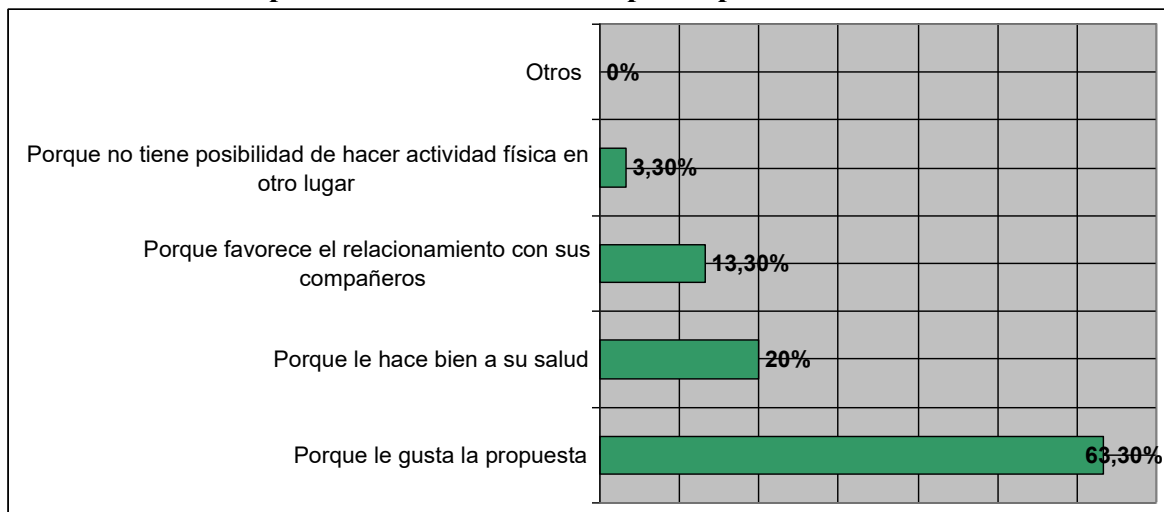 Otros
0%
Porque no tiene posibilidad de hacer actividad física en
otro lugar
3,30%
Porque favorece el relacionamiento con sus
compañeros
13,30%
Porque le hace bien a su salud
20%
Porque le gusta la propuesta
63,30%